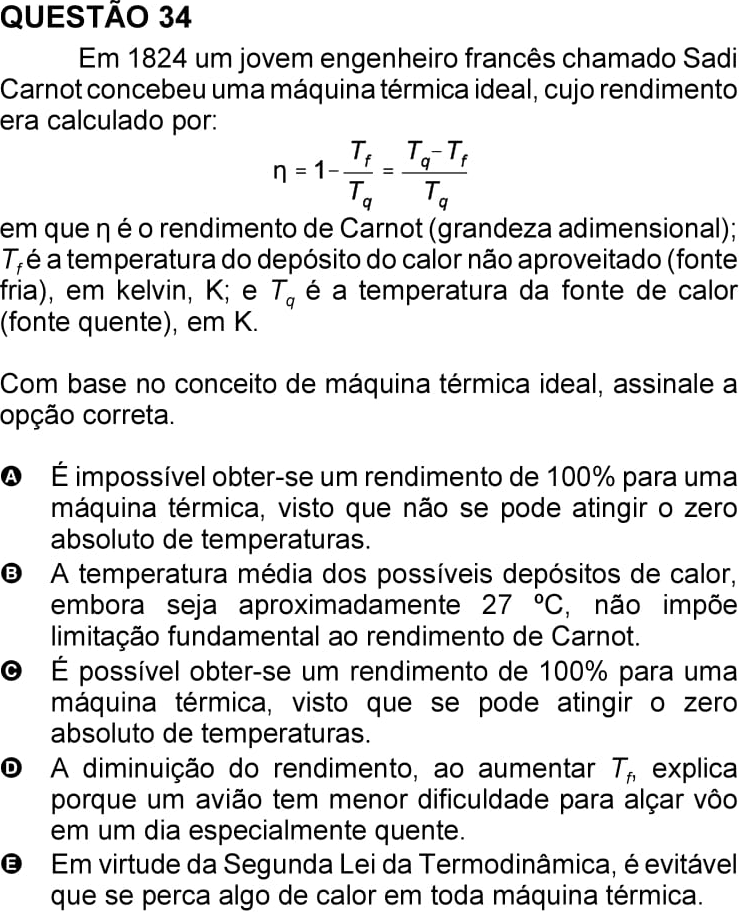 QUESTÃO 34
Em 1824 um jovem engenheiro francês chamado Sadi
Carnot concebeu uma máquina térmica ideal, cujo rendimento
era calculado por:
η = 1 - T_f / T_q = (T_q - T_f) / T_q
em que η é o rendimento de Carnot (grandeza adimensional);
T_f é a temperatura do depósito do calor não aproveitado (fonte
fria), em kelvin, K; e T_q é a temperatura da fonte de calor
(fonte quente), em K.
Com base no conceito de máquina térmica ideal, assinale a
opção correta.
A É impossível obter-se um rendimento de 100% para uma
máquina térmica, visto que não se pode atingir o zero
absoluto de temperaturas.
B A temperatura média dos possíveis depósitos de calor,
embora seja aproximadamente 27 ºC, não impõe
limitação fundamental ao rendimento de Carnot.
C É possível obter-se um rendimento de 100% para uma
máquina térmica, visto que se pode atingir o zero
absoluto de temperaturas.
D A diminuição do rendimento, ao aumentar T_f, explica
porque um avião tem menor dificuldade para alçar vôo
em um dia especialmente quente.
E Em virtude da Segunda Lei da Termodinâmica, é evitável
que se perca algo de calor em toda máquina térmica.